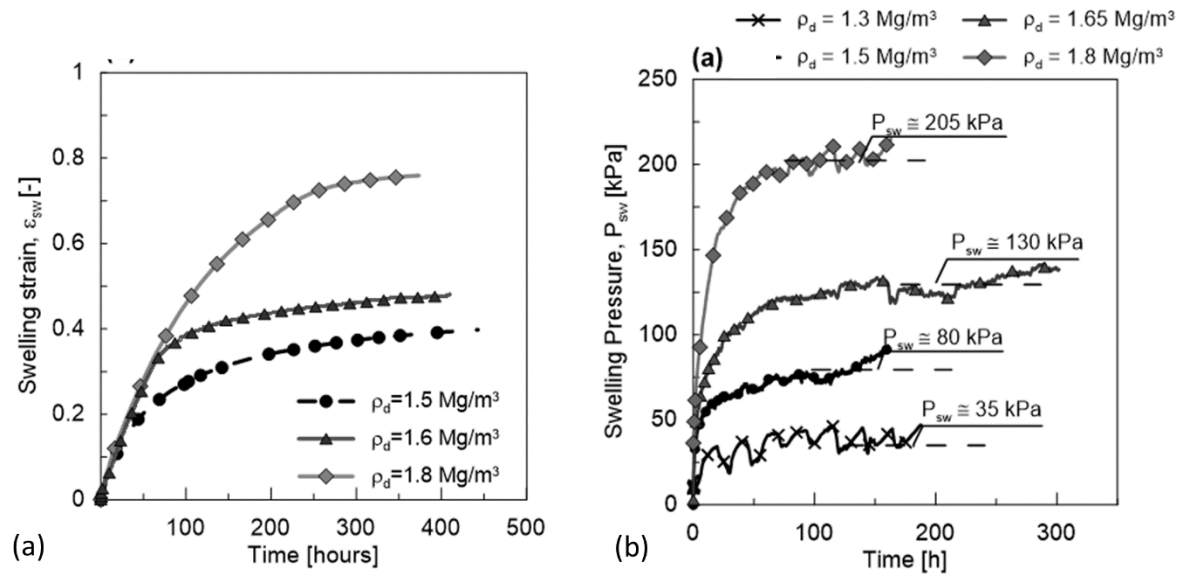 1
0.8
0.6
0.4
0.2
0
Swelling strain, εsw [-]
100 200 300 400 500
Time [hours]
ρd=1.5 Mg/m³
ρd=1.6 Mg/m³
ρd=1.8 Mg/m³
(a)
ρd = 1.3 Mg/m³ ρd = 1.65 Mg/m³
ρd = 1.5 Mg/m³ ρd = 1.8 Mg/m³
(a)
250
200
150
100
50
0
Swelling Pressure, Psw [kPa]
Psw ≅ 205 kPa
Psw ≅ 130 kPa
Psw ≅ 80 kPa
Psw ≅ 35 kPa
0 100 200 300
Time [h]
(b)